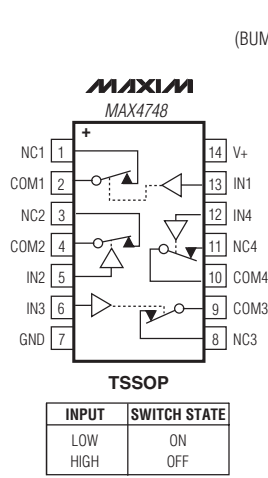 (BUM
MAXIM
MAX4748
+
NC1 1 14 V+
COM1 2 13 IN1
NC2 3 12 IN4
COM2 4 11 NC4
IN2 5 10 COM4
IN3 6 9 COM3
GND 7 8 NC3
TSSOP
INPUT SWITCH STATE
LOW ON
HIGH OFF